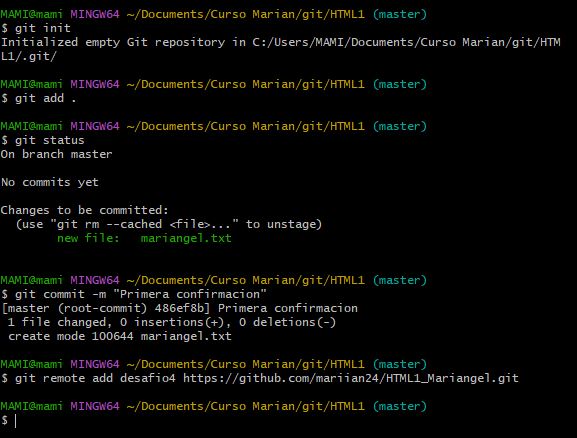 MAMI@mami MINGW64 ~/Documents/Curso Marian/git/HTML1 (master)
$ git init
Initialized empty Git repository in C:/Users/MAMI/Documents/Curso Marian/git/HTM
L1/.git/
MAMI@mami MINGW64 ~/Documents/Curso Marian/git/HTML1 (master)
$ git add .
MAMI@mami MINGW64 ~/Documents/Curso Marian/git/HTML1 (master)
$ git status
On branch master
No commits yet
Changes to be committed:
  (use "git rm --cached <file>..." to unstage)
        new file:   mariangel.txt
MAMI@mami MINGW64 ~/Documents/Curso Marian/git/HTML1 (master)
$ git commit -m "Primera confirmacion"
[master (root-commit) 486ef8b] Primera confirmacion
 1 file changed, 0 insertions(+), 0 deletions(-)
 create mode 100644 mariangel.txt
MAMI@mami MINGW64 ~/Documents/Curso Marian/git/HTML1 (master)
$ git remote add desafio4 https://github.com/mariian24/HTML1_Mariangel.git
MAMI@mami MINGW64 ~/Documents/Curso Marian/git/HTML1 (master)
$